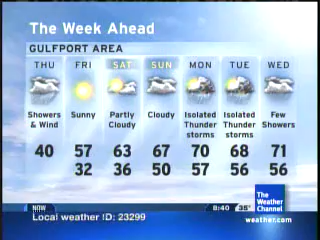 The Week Ahead
GULFPORT AREA
THU FRI SAT SUN MON TUE WED
Showers & Wind
Sunny
Partly Cloudy
Cloudy
Isolated Thunder storms
Isolated Thunder storms
Few Showers
40 57 63 67 70 68 71
32 36 50 57 56 56
The Weather Channel
weather.com
NOW 8:40 35°
Local weather ID: 23299